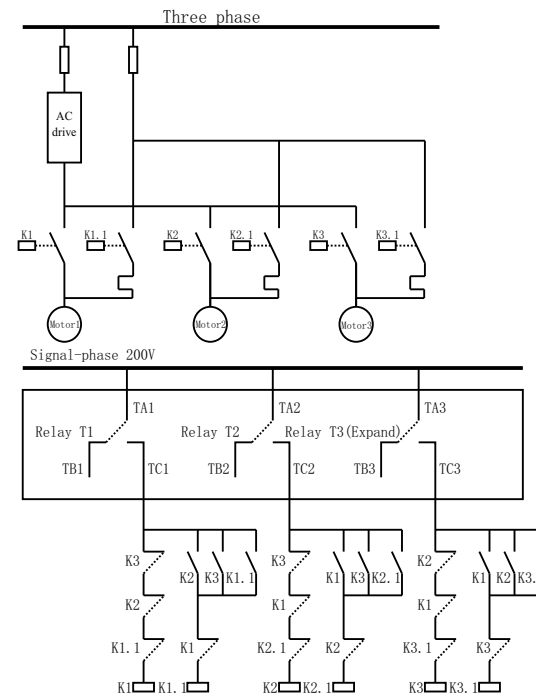 Three phase
AC
drive
K1 K1.1 K2 K2.1 K3 K3.1
Motor1 Motor2 Motor3
Signal-phase 200V
TA1 TA2 TA3
Relay T1 Relay T2 Relay T3(Expand)
TB1 TC1 TB2 TC2 TB3 TC3
K3 K3 K2
K2 K3 K1.1 K1 K3 K2.1 K1 K2 K3.
K2 K1 K1
K1.1 K1 K2.1 K2 K3.1 K3
K1 K1.1 K2 K2.1 K3 K3.1